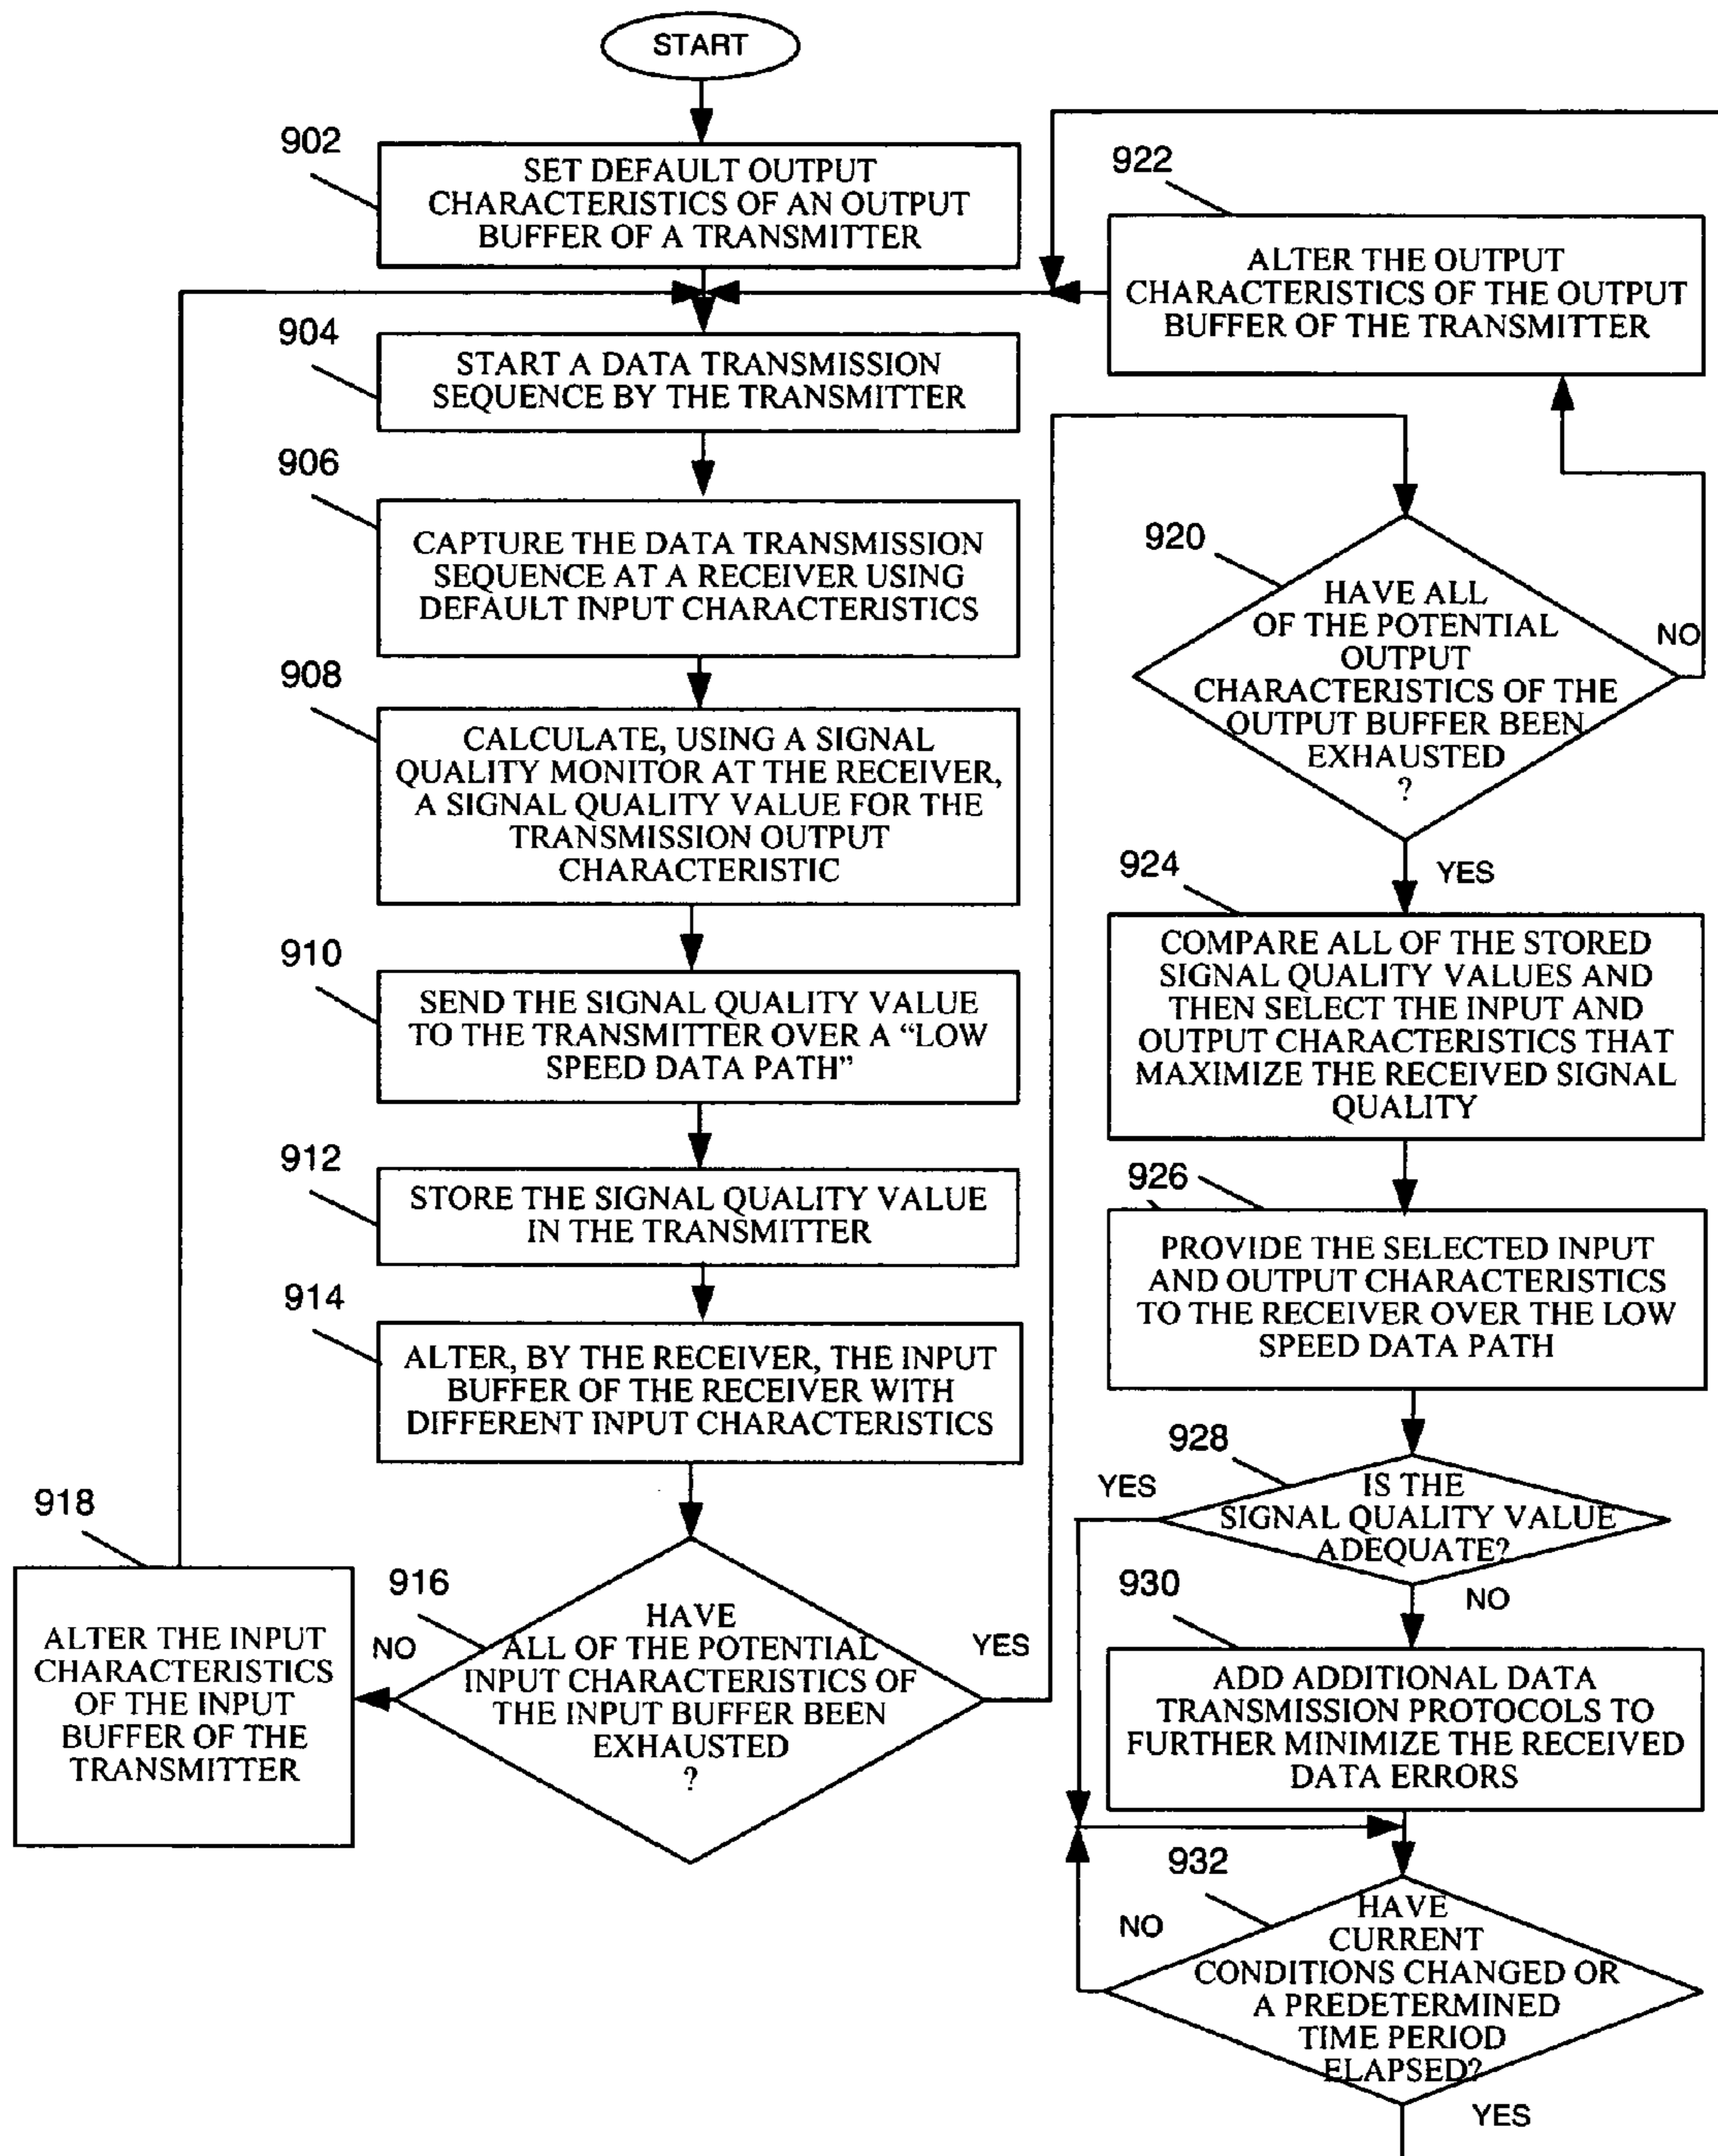 START
902
SET DEFAULT OUTPUT
CHARACTERISTICS OF AN OUTPUT
BUFFER OF A TRANSMITTER
904
START A DATA TRANSMISSION
SEQUENCE BY THE TRANSMITTER
906
CAPTURE THE DATA TRANSMISSION
SEQUENCE AT A RECEIVER USING
DEFAULT INPUT CHARACTERISTICS
908
CALCULATE, USING A SIGNAL
QUALITY MONITOR AT THE RECEIVER,
A SIGNAL QUALITY VALUE FOR THE
TRANSMISSION OUTPUT
CHARACTERISTIC
910
SEND THE SIGNAL QUALITY VALUE
TO THE TRANSMITTER OVER A “LOW
SPEED DATA PATH”
912
STORE THE SIGNAL QUALITY VALUE
IN THE TRANSMITTER
914
ALTER, BY THE RECEIVER, THE INPUT
BUFFER OF THE RECEIVER WITH
DIFFERENT INPUT CHARACTERISTICS
916
HAVE
ALL OF THE POTENTIAL
INPUT CHARACTERISTICS OF
THE INPUT BUFFER BEEN
EXHAUSTED
?
NO
YES
918
ALTER THE INPUT
CHARACTERISTICS
OF THE INPUT
BUFFER OF THE
TRANSMITTER
920
HAVE ALL
OF THE POTENTIAL
OUTPUT
CHARACTERISTICS OF THE
OUTPUT BUFFER BEEN
EXHAUSTED
?
NO
YES
922
ALTER THE OUTPUT
CHARACTERISTICS OF THE OUTPUT
BUFFER OF THE TRANSMITTER
924
COMPARE ALL OF THE STORED
SIGNAL QUALITY VALUES AND
THEN SELECT THE INPUT AND
OUTPUT CHARACTERISTICS THAT
MAXIMIZE THE RECEIVED SIGNAL
QUALITY
926
PROVIDE THE SELECTED INPUT
AND OUTPUT CHARACTERISTICS
TO THE RECEIVER OVER THE LOW
SPEED DATA PATH
928
IS THE
SIGNAL QUALITY VALUE
ADEQUATE?
YES
NO
930
ADD ADDITIONAL DATA
TRANSMISSION PROTOCOLS TO
FURTHER MINIMIZE THE RECEIVED
DATA ERRORS
932
HAVE
CURRENT
CONDITIONS CHANGED OR
A PREDETERMINED
TIME PERIOD
ELAPSED?
NO
YES